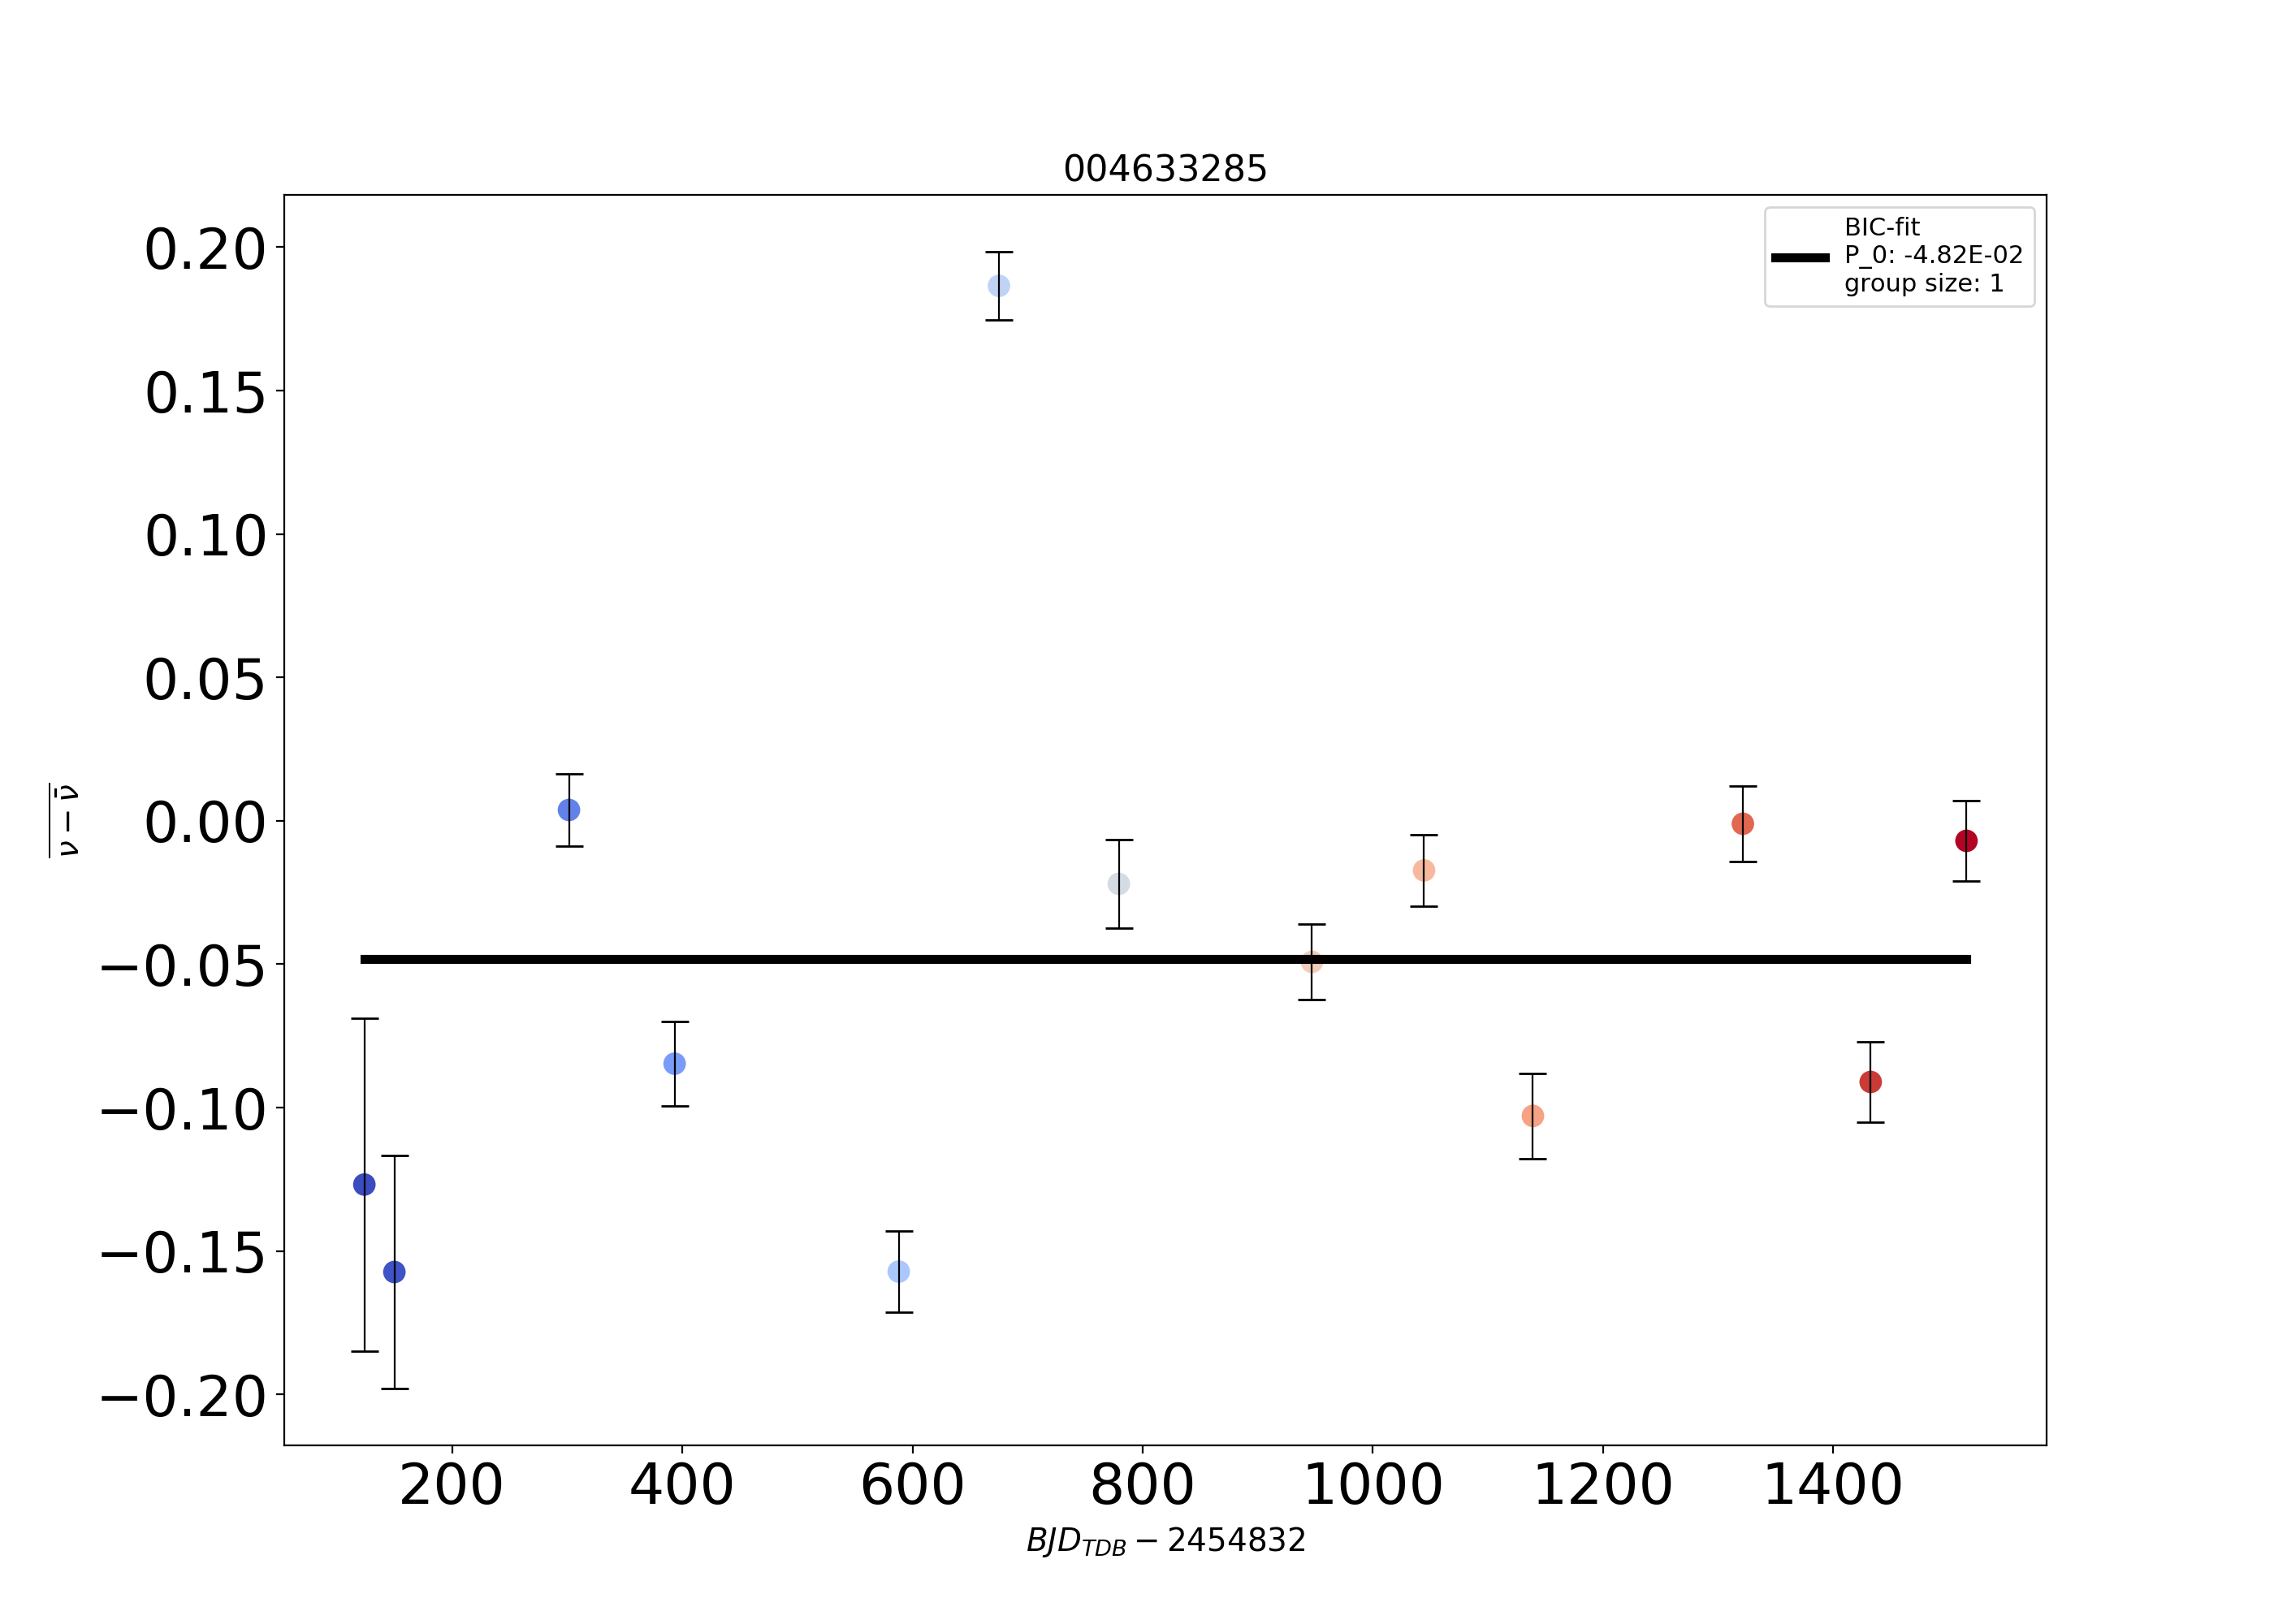 004633285
BIC-fit
P_0: -4.82E-02
group size: 1
0.20
0.15
0.10
0.05
0.00
−0.05
−0.10
−0.15
−0.20
ν − ν̄
200 400 600 800 1000 1200 1400
BJD_TDB − 2454832